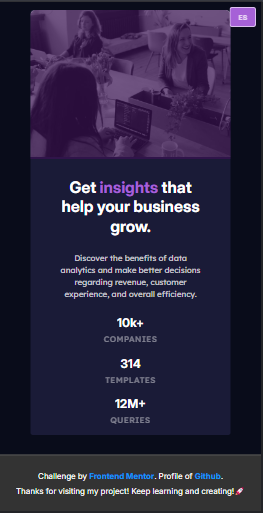 ES
Get insights that
help your business
grow.
Discover the benefits of data
analytics and make better decisions
regarding revenue, customer
experience, and overall efficiency.
10k+
COMPANIES
314
TEMPLATES
12M+
QUERIES
Challenge by Frontend Mentor. Profile of Github.
Thanks for visiting my project! Keep learning and creating!🚀